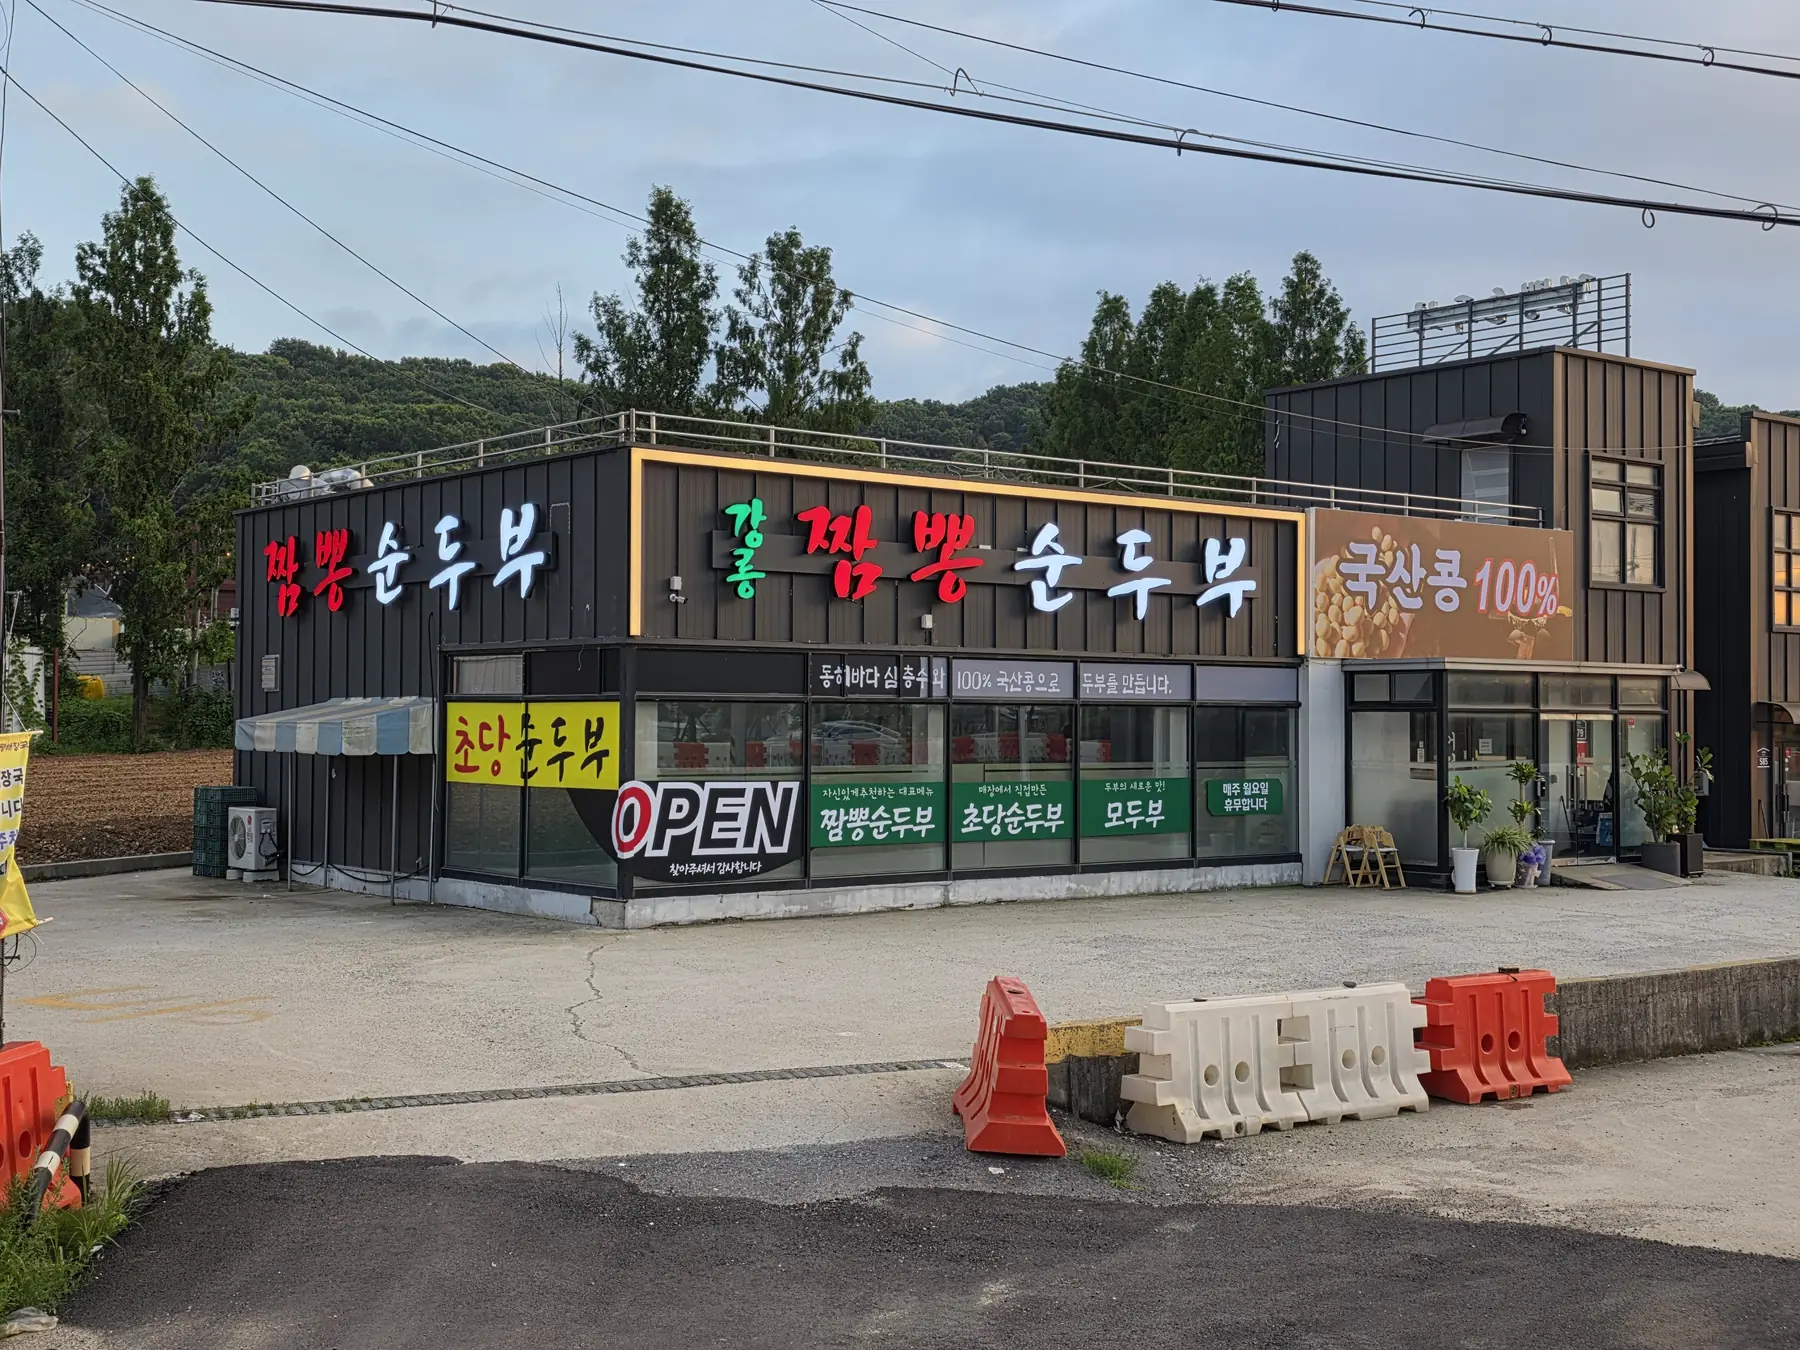 짬뽕순두부
강릉 짬뽕 순두부
국산콩 100%
동해바다 심층수와 100% 국산콩으로 두부를 만듭니다.
초당순두부
OPEN
찾아주셔서 감사합니다
자신있게추천하는 대표메뉴
짬뽕순두부
매장에서 직접만든
초당순두부
두부의 새로운 맛!
모두부
매주 월요일
휴무합니다
79
585